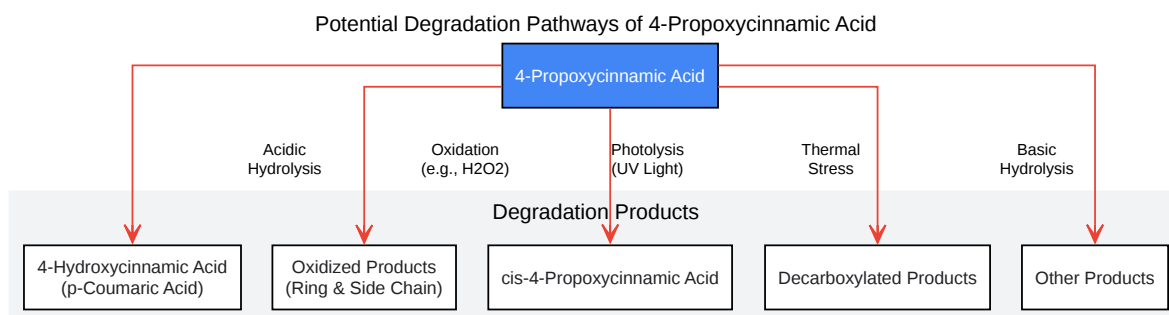 Potential Degradation Pathways of 4-Propoxycinnamic Acid
4-Propoxycinnamic Acid
Acidic
Hydrolysis
Oxidation
(e.g., H2O2)
Photolysis
(UV Light)
Thermal
Stress
Basic
Hydrolysis
Degradation Products
4-Hydroxycinnamic Acid
(p-Coumaric Acid)
Oxidized Products
(Ring & Side Chain)
cis-4-Propoxycinnamic Acid
Decarboxylated Products
Other Products